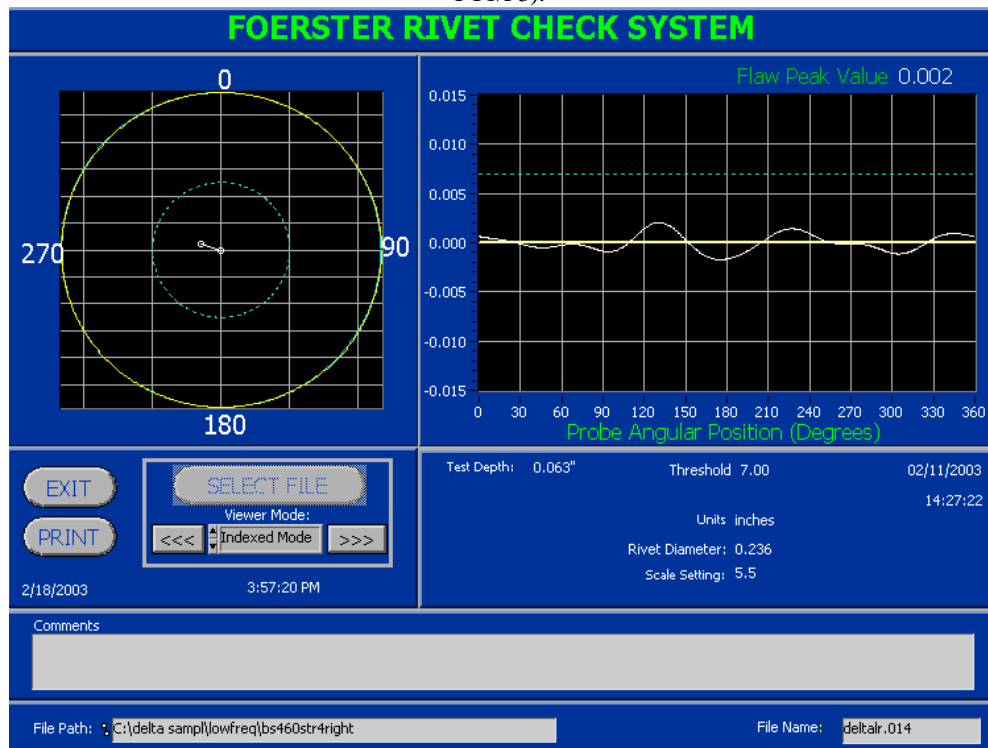 FOERSTER RIVET CHECK SYSTEM
0
270
90
180
Flaw Peak Value 0.002
0.015
0.010
0.005
0.000
-0.005
-0.010
-0.015
0 30 60 90 120 150 180 210 240 270 300 330 360
Probe Angular Position (Degrees)
EXIT
PRINT
SELECT FILE
Viewer Mode:
<<< Indexed Mode >>>
2/18/2003 3:57:20 PM
Test Depth: 0.063" Threshold 7.00 02/11/2003
14:27:22
Units inches
Rivet Diameter: 0.236
Scale Setting: 5.5
Comments
File Path: C:\delta sampl\lowfreq\bs460str4right
File Name: deltalr.014